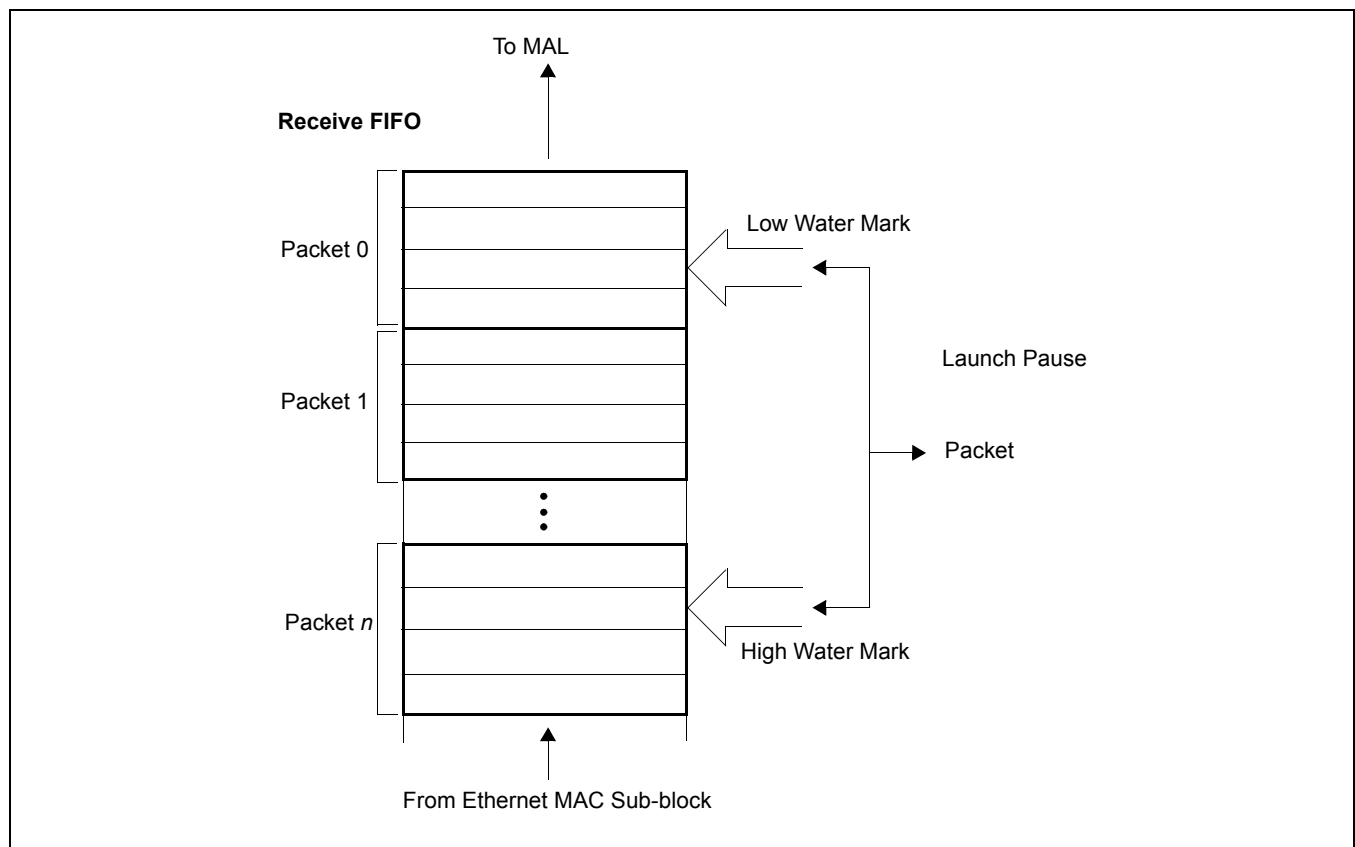 To MAL
Receive FIFO
Low Water Mark
Packet 0
Launch Pause
Packet 1
Packet
Packet n
High Water Mark
From Ethernet MAC Sub-block